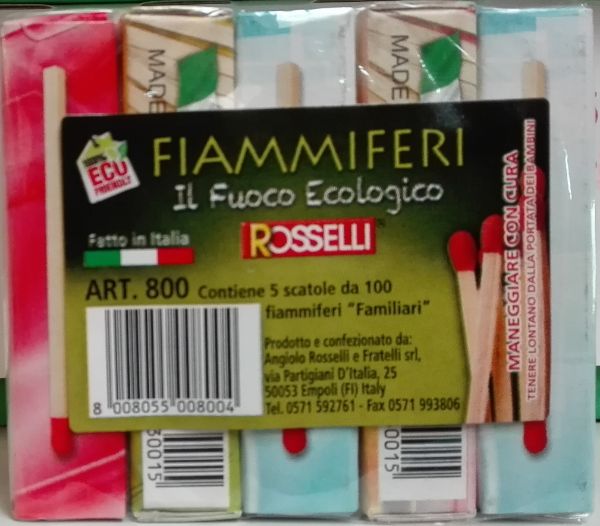 MADE
MADE
100%
ECO
FRIENDLY
FIAMMIFERI
Il Fuoco Ecologico
Fatto in Italia
ROSSELLI®
ART. 800 Contiene 5 scatole da 100
fiammiferi "Familiari"
Prodotto e confezionato da:
Angiolo Rosselli e Fratelli srl,
via Partigiani D'Italia, 25
50053 Empoli (FI) Italy
Tel. 0571 592761 - Fax 0571 993806
8 008055 008004
MANEGGIARE CON CURA
TENERE LONTANO DALLA PORTATA DEI BAMBINI
30015
80015